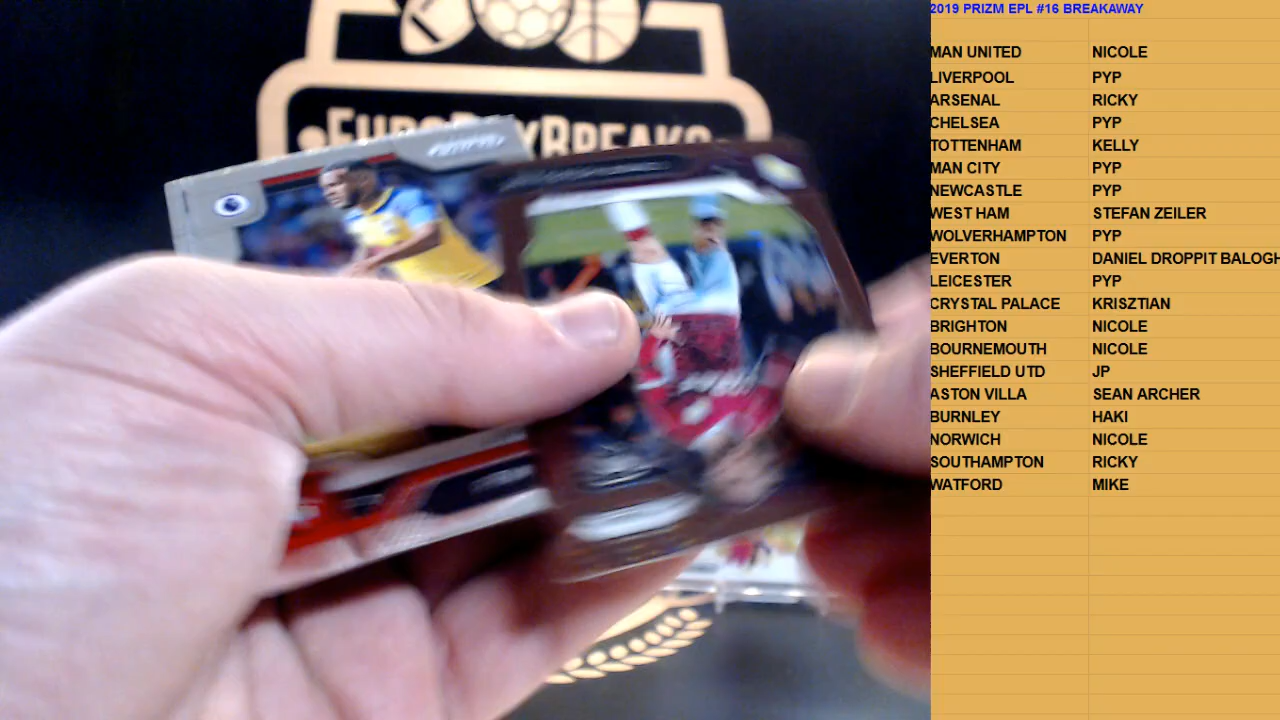 2019 PRIZM EPL #16 BREAKAWAY
MAN UNITED NICOLE
LIVERPOOL PYP
ARSENAL RICKY
CHELSEA PYP
TOTTENHAM KELLY
MAN CITY PYP
NEWCASTLE PYP
WEST HAM STEFAN ZEILER
WOLVERHAMPTON PYP
EVERTON DANIEL DROPPIT BALOGH
LEICESTER PYP
CRYSTAL PALACE KRISZTIAN
BRIGHTON NICOLE
BOURNEMOUTH NICOLE
SHEFFIELD UTD JP
ASTON VILLA SEAN ARCHER
BURNLEY HAKI
NORWICH NICOLE
SOUTHAMPTON RICKY
WATFORD MIKE